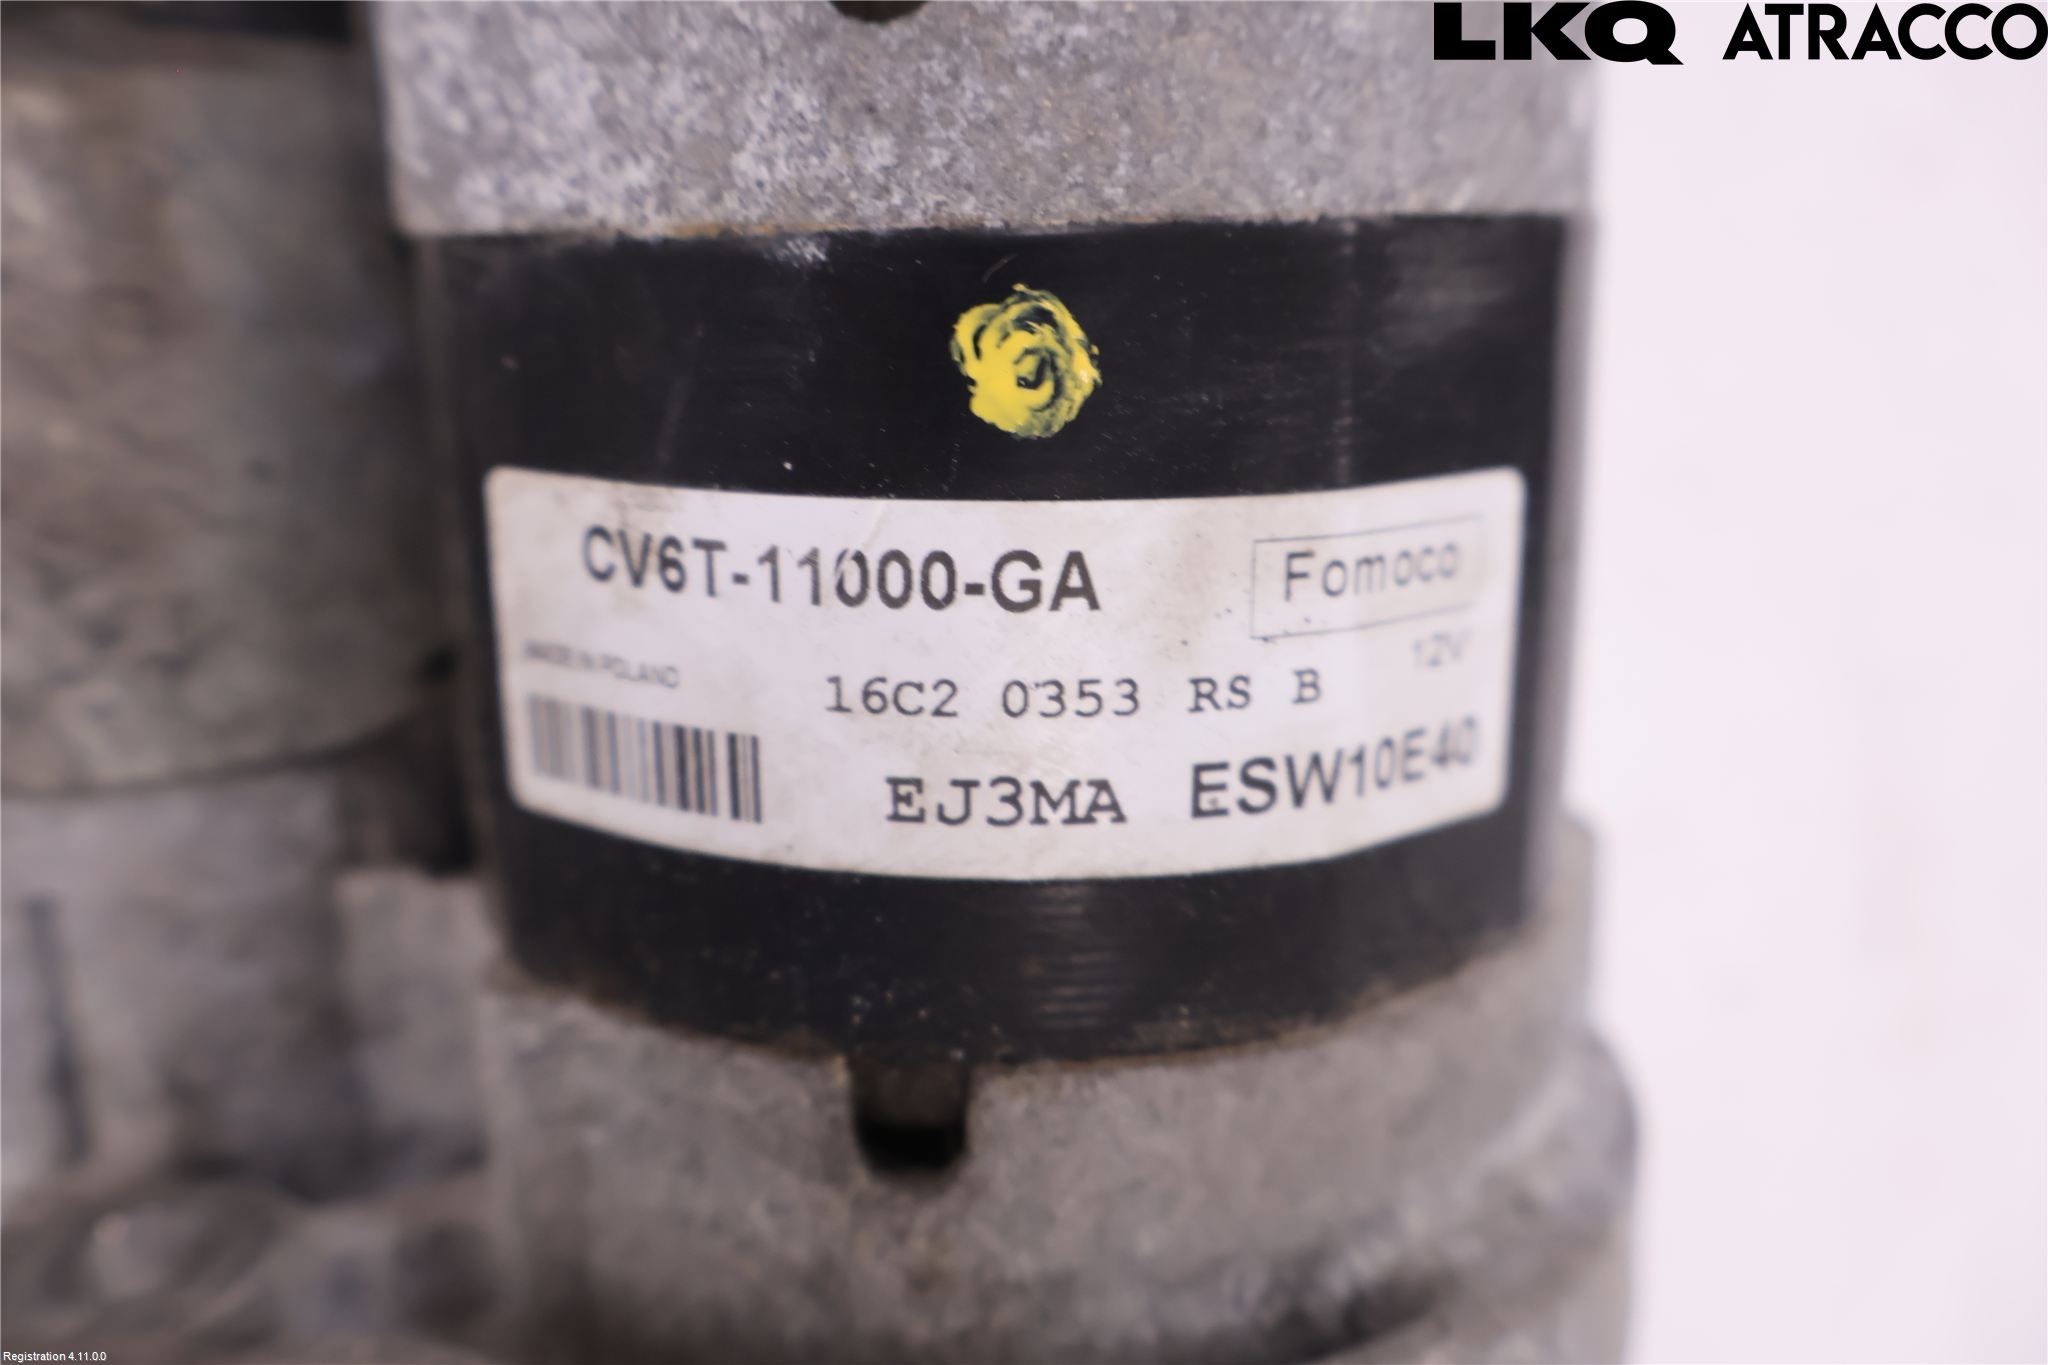 LKQ ATRACCO
CV6T-11000-GA
Fomoco
MADE IN POLAND
12V
16C2 0353 RS B
EJ3MA ESW10E40
Registration 4.11.0.0